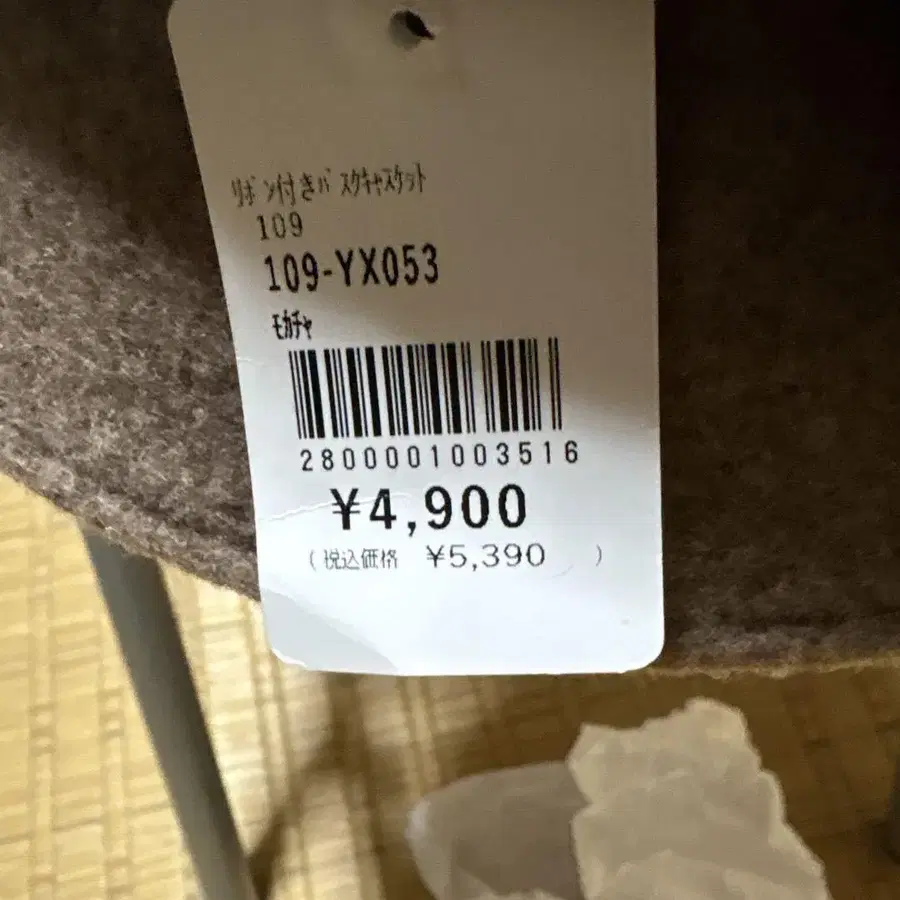 ﾘﾎﾞﾝ付きﾊﾞｽｸｷｬｽｹｯﾄ
109
109-YX053
ﾓｶﾁｬ
2800001003516
¥4,900
(税込価格 ¥5,390 )